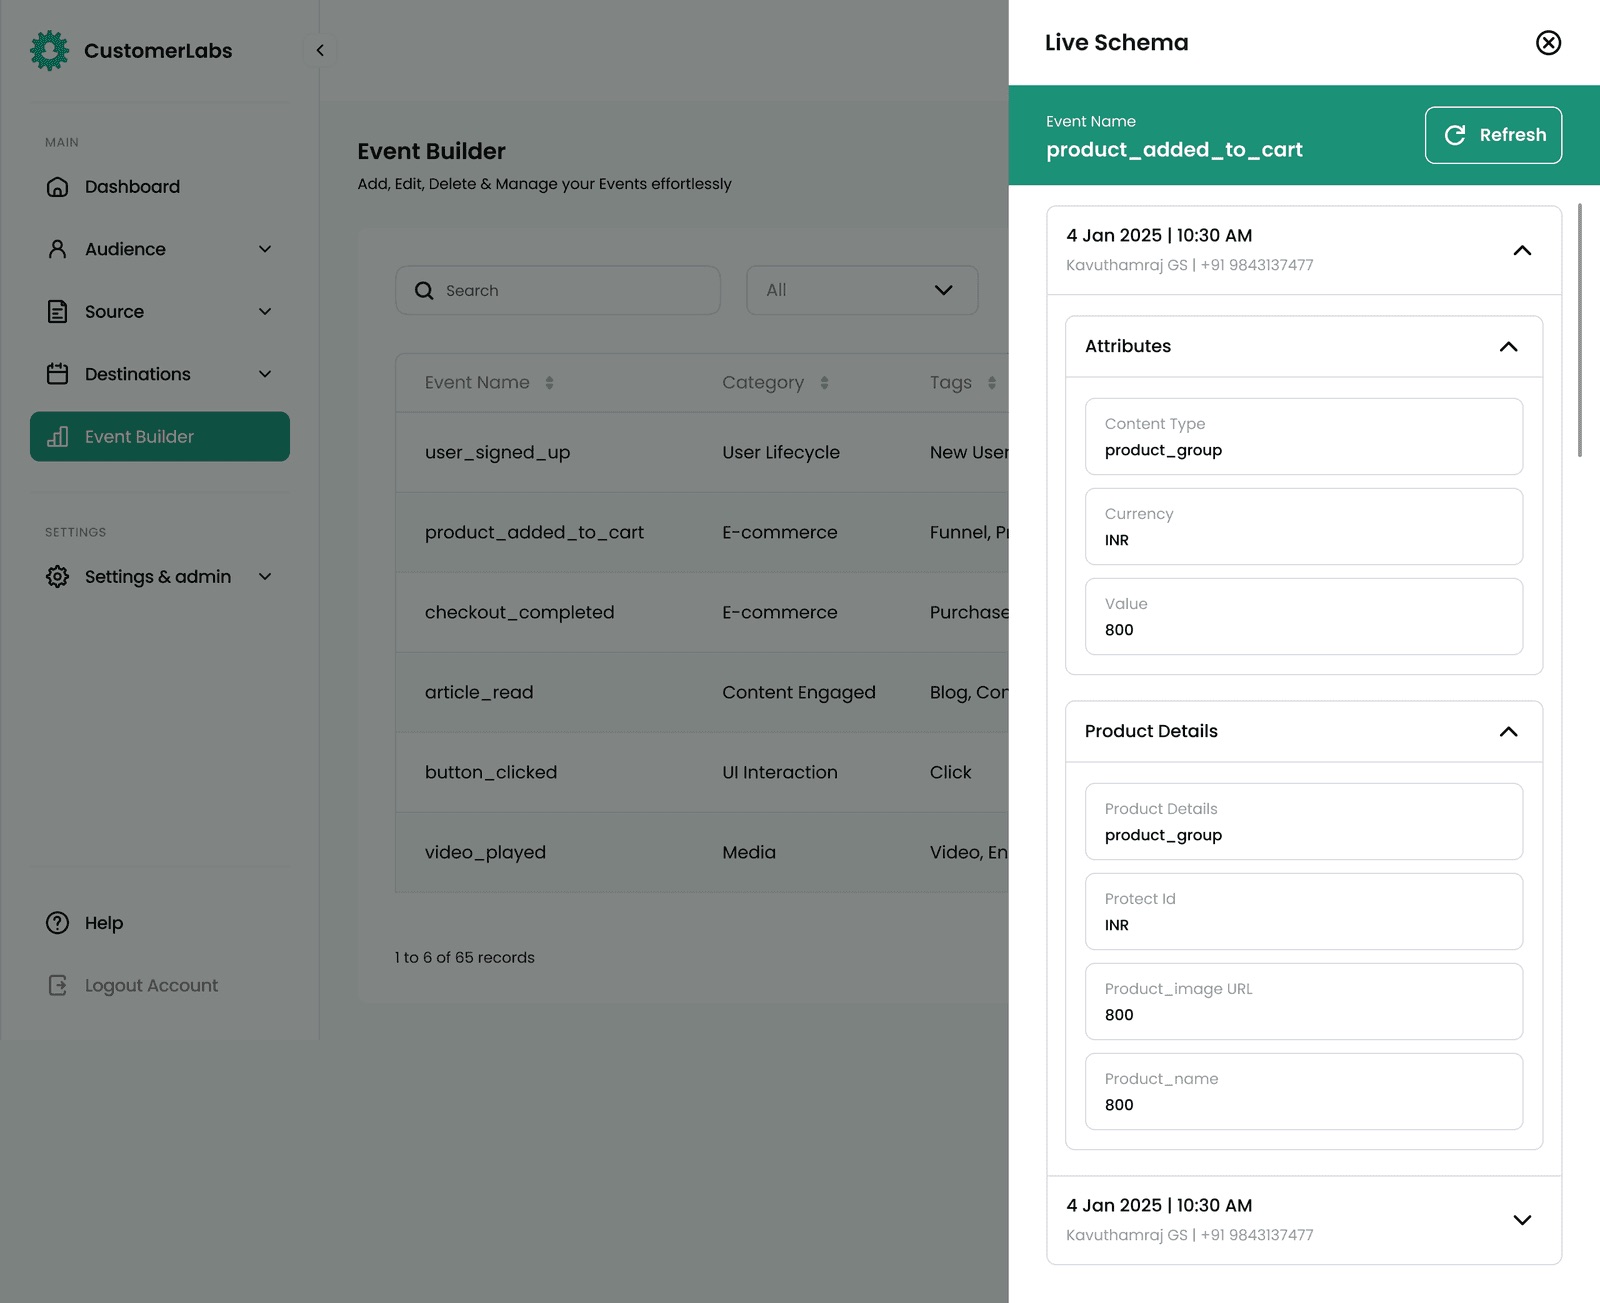 CustomerLabs
MAIN
Dashboard
Audience
Source
Destinations
Event Builder
SETTINGS
Settings & admin
Help
Logout Account
Event Builder
Add, Edit, Delete & Manage your Events effortlessly
Search
All
Event Name Category Tags
user_signed_up User Lifecycle New User
product_added_to_cart E-commerce Funnel,
checkout_completed E-commerce Purchase
article_read Content Engaged Blog,
button_clicked UI Interaction Click
video_played Media Video,
1 to 6 of 65 records
Live Schema
Event Name
product_added_to_cart
Refresh
4 Jan 2025 | 10:30 AM
Kavuthamraj GS | +91 9843137477
Attributes
Content Type
product_group
Currency
INR
Value
800
Product Details
Product Details
product_group
Protect Id
INR
Product_image URL
800
Product_name
800
4 Jan 2025 | 10:30 AM
Kavuthamraj GS | +91 9843137477